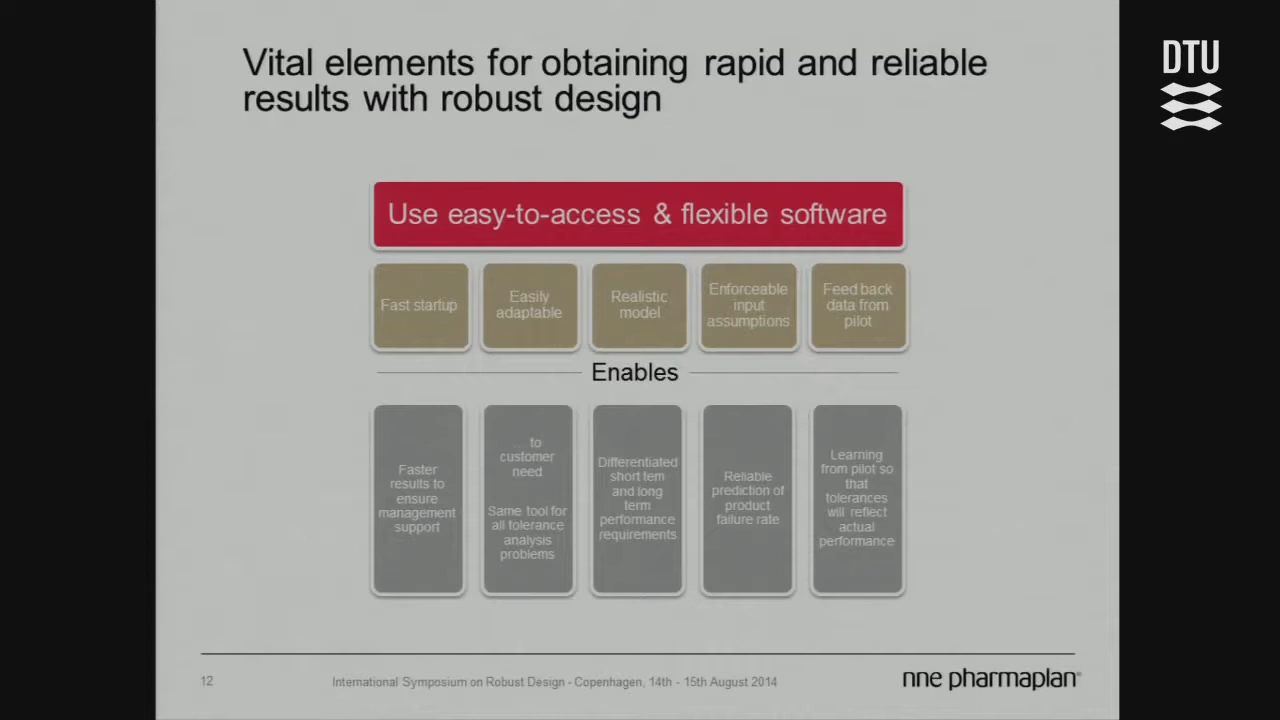 Vital elements for obtaining rapid and reliable
results with robust design
DTU
Use easy-to-access & flexible software
Fast startup
Easily
adaptable
Realistic
model
Enforceable
input
assumptions
Feed back
data from
pilot
Enables
Faster
results to
ensure
management
support
… to
customer
need
Same tool for
all tolerance
analysis
problems
Differentiated
short tem
and long
term
performance
requirements
Reliable
prediction of
product
failure rate
Learning
from pilot so
that
tolerances
will reflect
actual
performance
12
International Symposium on Robust Design - Copenhagen, 14th - 15th August 2014
nne pharmaplan®